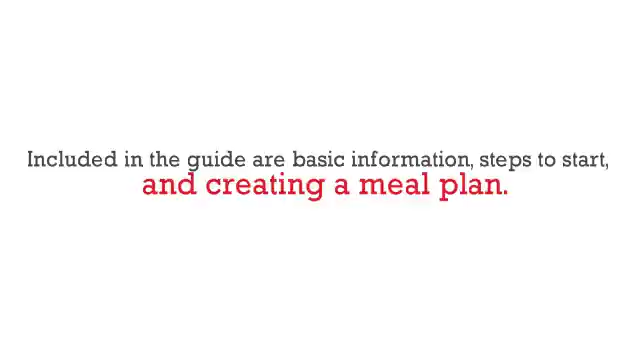 Included in the guide are basic information, steps to start,
and creating a meal plan.